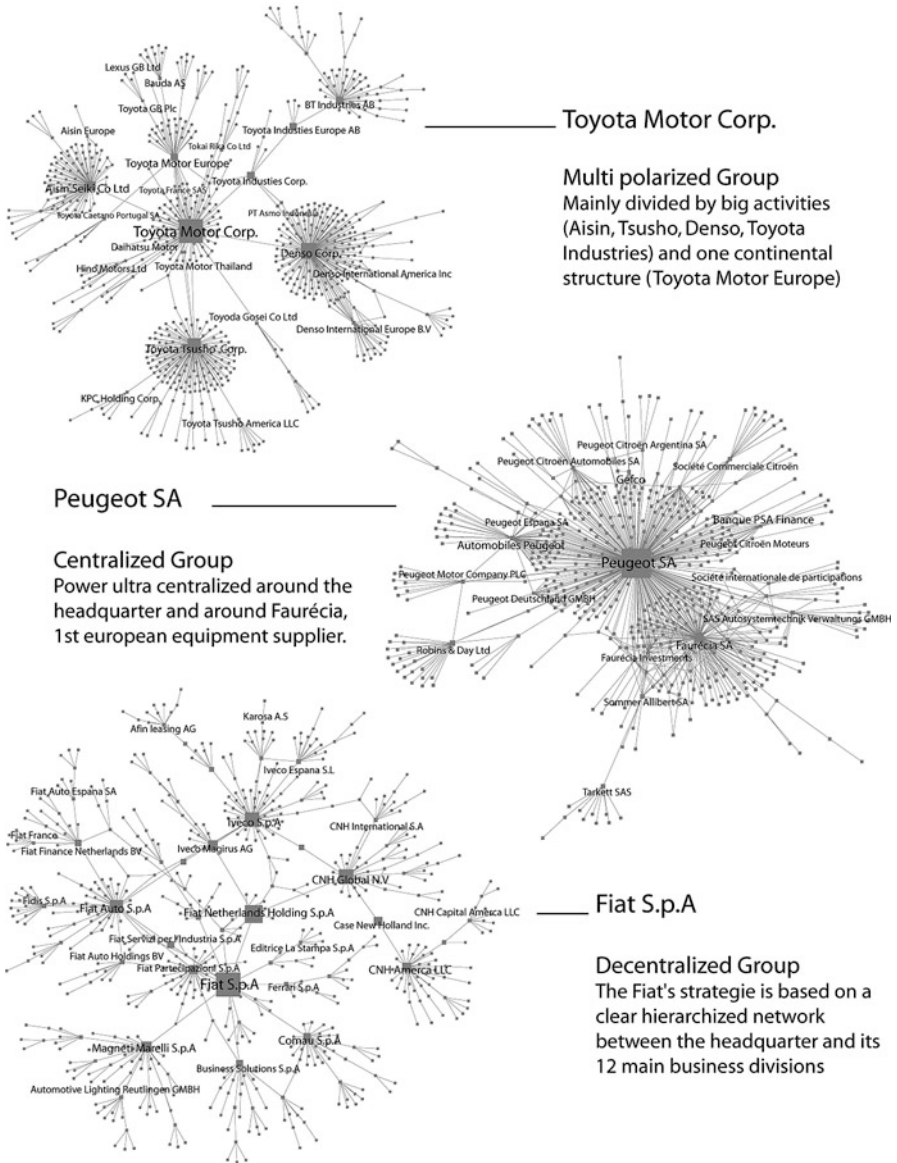 Lexus GB Ltd
Bauda AS
Toyota GB Plc
BT Industries AB
Toyota Industies Europe AB
Aisin Europe
Tokai Rika Co Ltd
Toyota Motor Europe
Toyota Industies Corp.
Aisin Seiki Co Ltd
Toyota France SAS
Toyota Caetano Portugal SA
PT Asmo Indonesia
Toyota Motor Corp.
Daihatsu Motor
Denso Corp.
Hino Motors Ltd
Toyota Motor Thailand
Denso International America Inc
Toyoda Gosei Co Ltd
Denso International Europe B.V
Toyota Tsusho Corp.
KPC Holding Corp.
Toyota Tsusho America LLC
Toyota Motor Corp.
Multi polarized Group
Mainly divided by big activities
(Aisin, Tsusho, Denso, Toyota
Industries) and one continental
structure (Toyota Motor Europe)
Peugeot SA
Centralized Group
Power ultra centralized around the
headquarter and around Faurécia,
1st european equipment supplier.
Peugeot Citroën Argentina SA
Peugeot Citroën Automobiles SA
Société Commerciale Citroën
Gefco
Peugeot Espana SA
Banque PSA Finance
Automobiles Peugeot
Peugeot Citroën Moteurs
Peugeot SA
Peugeot Motor Company PLC
Société internationale de participations
Peugeot Deutschland GMBH
SAS Autosystemtechnik Verwaltungs GMBH
Robins & Day Ltd
Faurécia SA
Faurécia Investments
Sommer Allibert SA
Tarkett SAS
Karosa A.S
Afin leasing AG
Iveco Espana S.L
Fiat Auto Espana SA
Iveco S.p.A
CNH International S.A
Fiat France
Fiat Finance Netherlands BV
Iveco Magirus AG
CNH Global N.V
Fidis S.p.A
Fiat Auto S.p.A
Fiat Netherlands Holding S.p.A
CNH Capital America LLC
Case New Holland Inc.
Fiat Servizi per l'Industria S.p.A
Editrice La Stampa S.p.A
Fiat Auto Holdings BV
Fiat Partecipazioni S.p.A
CNH America LLC
Fiat S.p.A
Ferrari S.p.A
Magneti Marelli S.p.A
Comau S.p.A
Business Solutions S.p.A
Automotive Lighting Reutlingen GMBH
Fiat S.p.A
Decentralized Group
The Fiat's strategie is based on a
clear hierarchized network
between the headquarter and its
12 main business divisions